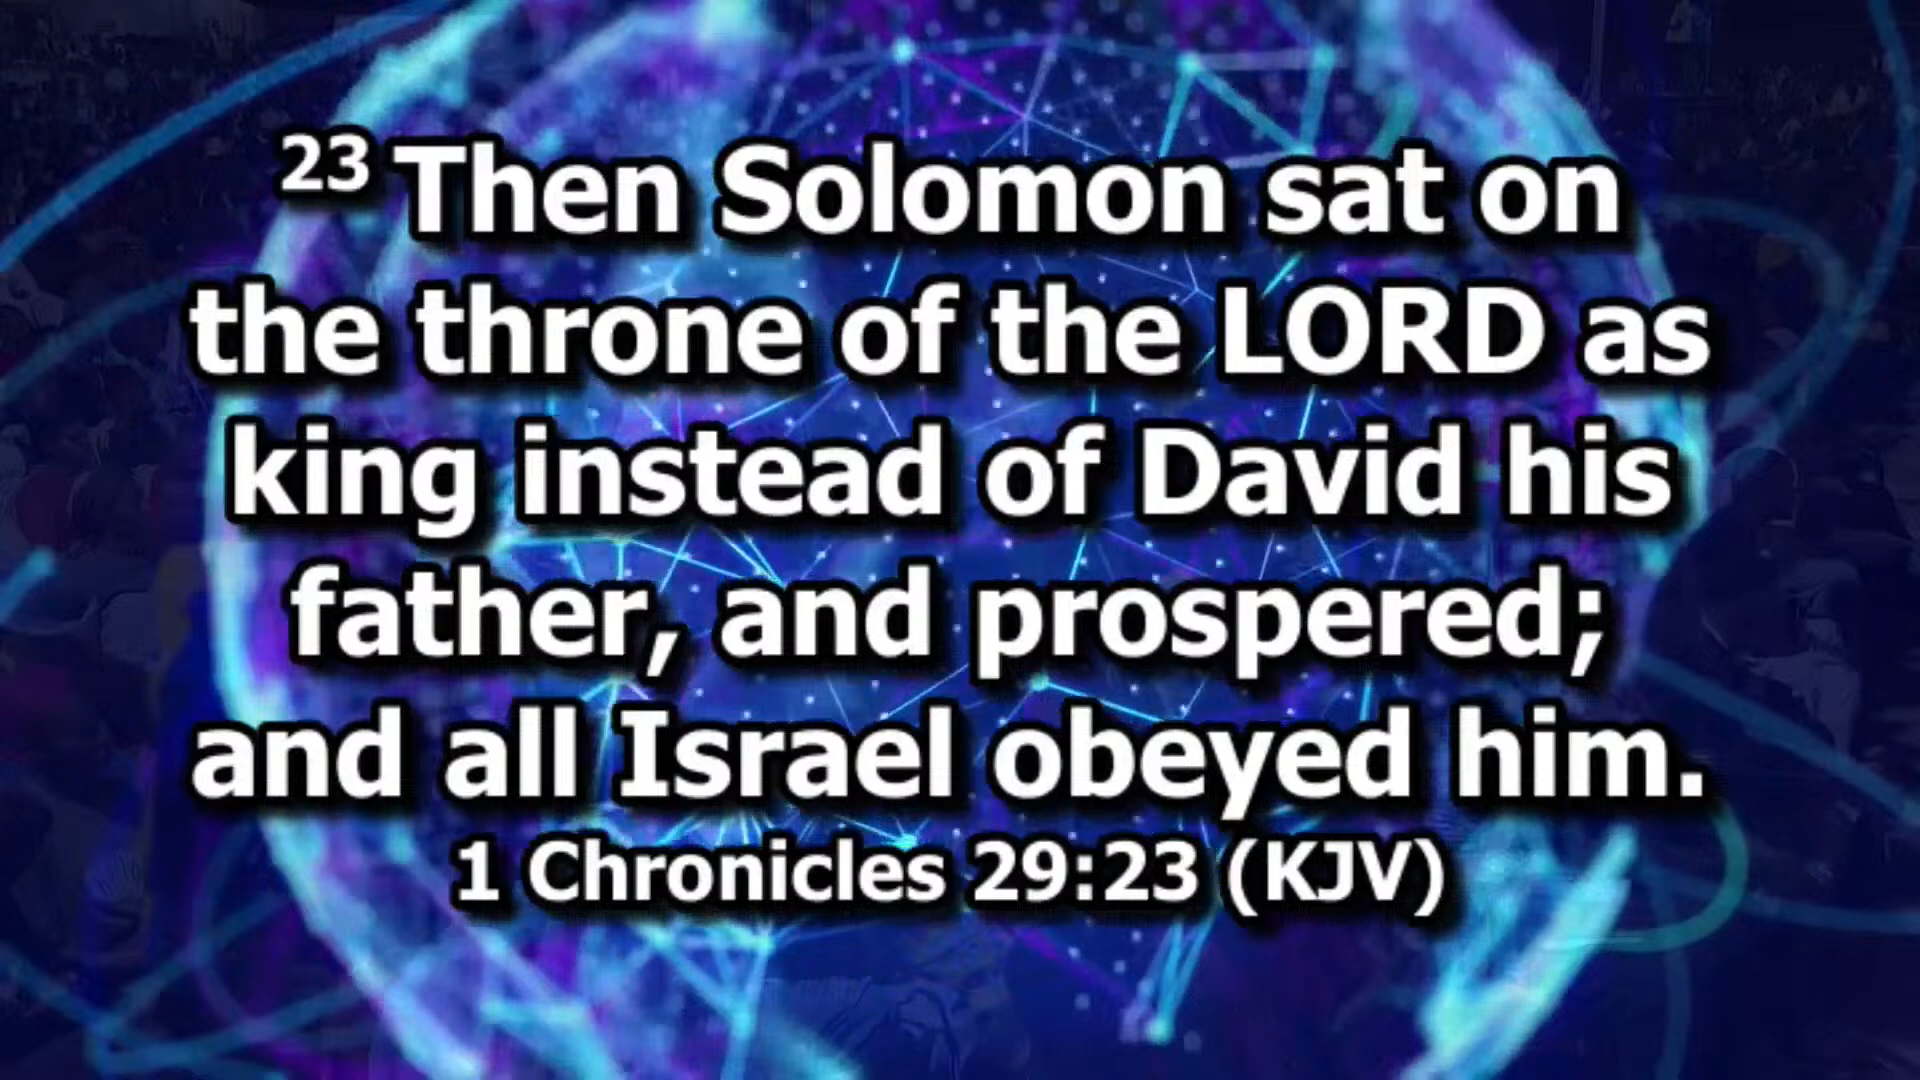 23 Then Solomon sat on
the throne of the LORD as
king instead of David his
father, and prospered;
and all Israel obeyed him.
1 Chronicles 29:23 (KJV)